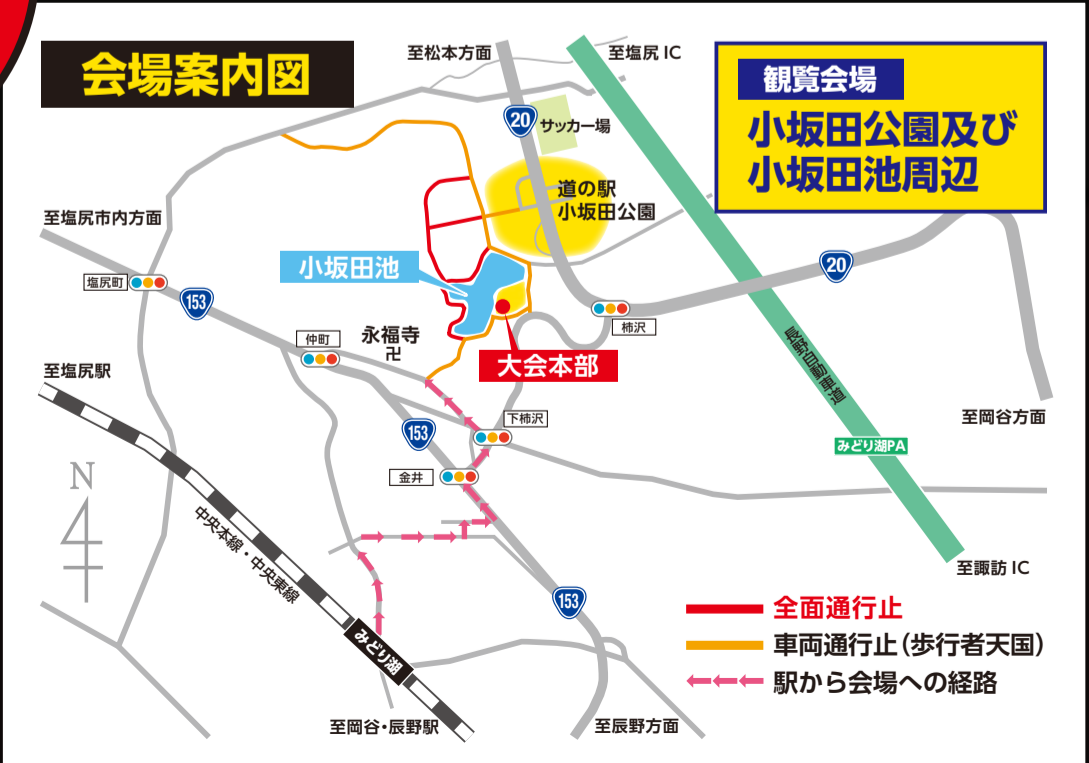 会場案内図
至松本方面
至塩尻 IC
観覧会場
小坂田公園及び
小坂田池周辺
20
サッカー場
道の駅
小坂田公園
至塩尻市内方面
小坂田池
塩尻町
153
20
柿沢
仲町
永福寺
卍
大会本部
長野自動車道
至塩尻駅
153
下柿沢
至岡谷方面
みどり湖PA
N
金井
中央本線・中央東線
至諏訪 IC
153
みどり湖
全面通行止
車両通行止（歩行者天国）
駅から会場への経路
至岡谷・辰野駅
至辰野方面